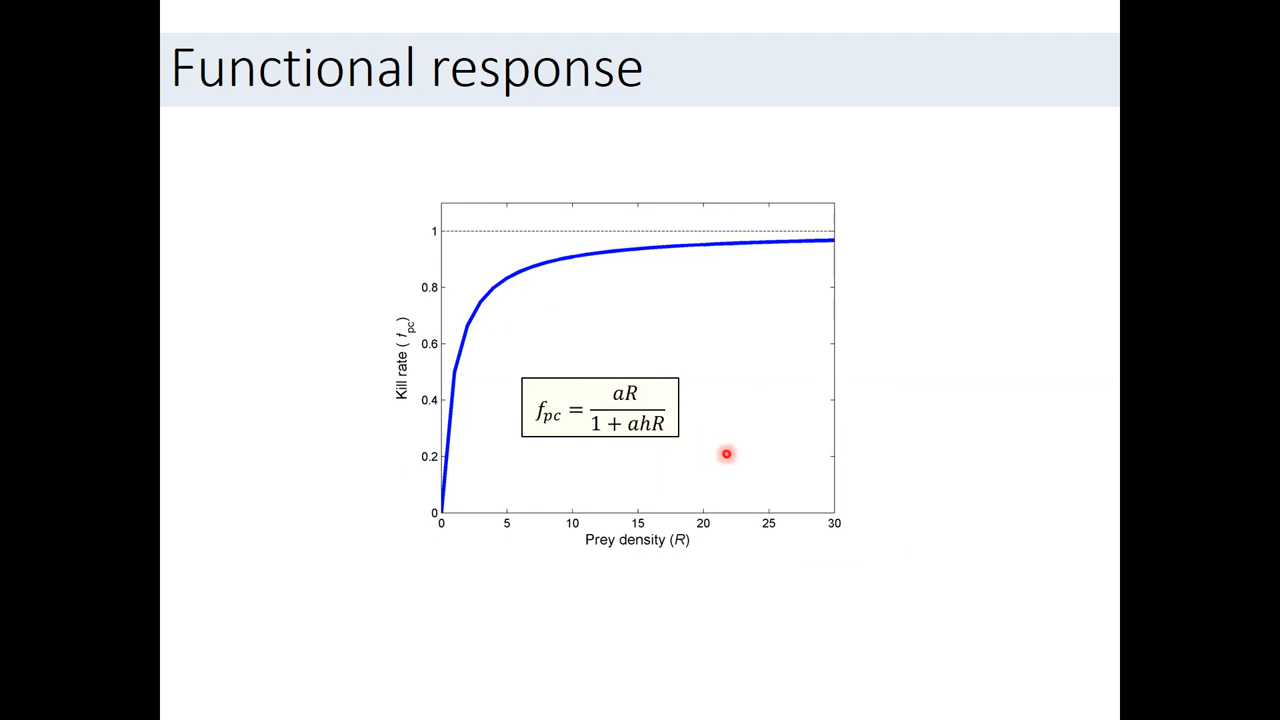 Functional response
1
0.8
0.6
0.4
0.2
0
Kill rate ( f_pc)
f_pc = aR / (1 + ahR)
0 5 10 15 20 25 30
Prey density (R)